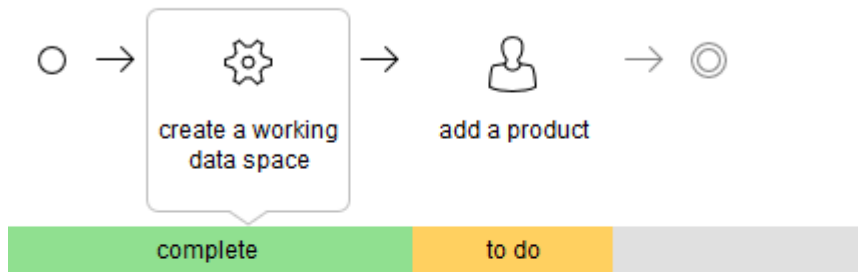 create a working
data space
add a product
complete
to do